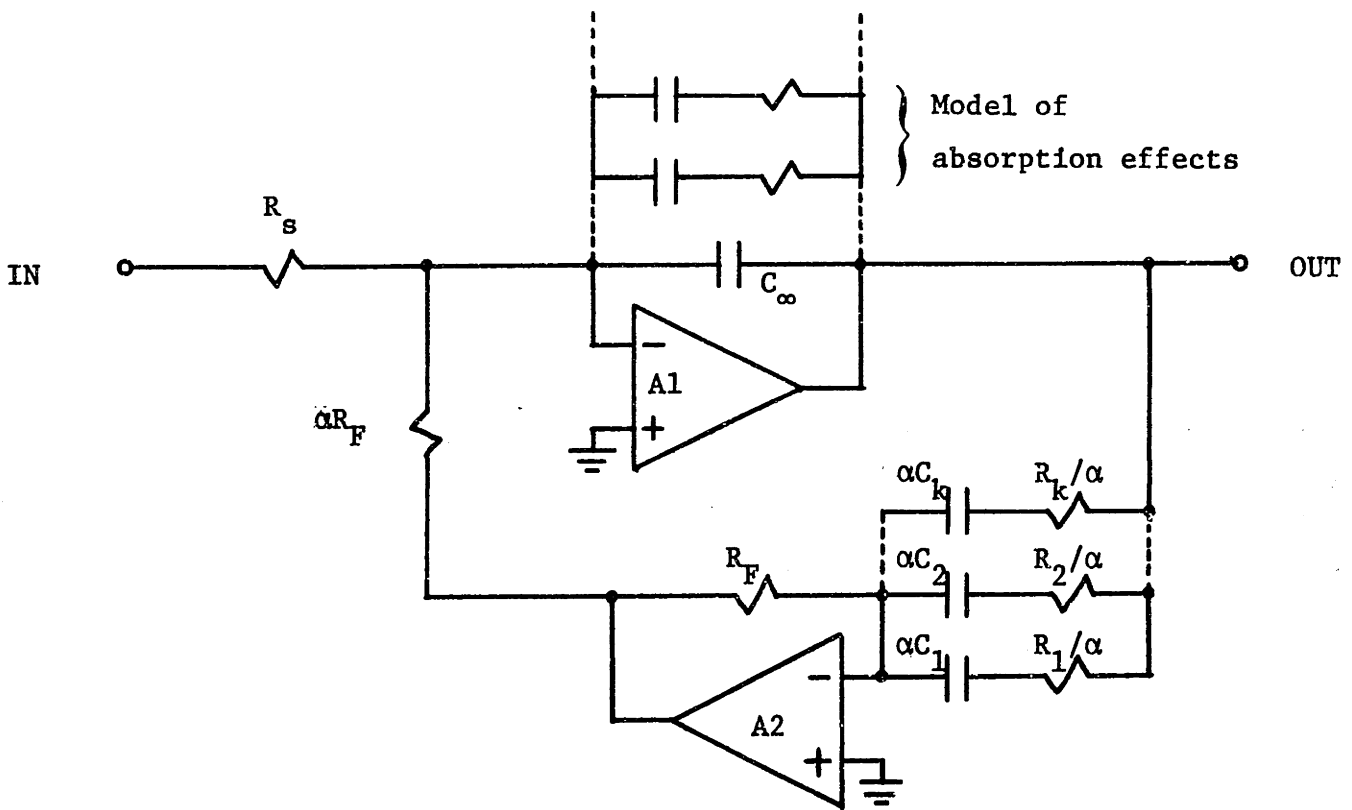 Model of
absorption effects
R_s
IN
C_∞
OUT
−
A1
+
αR_F
αC_k
R_k/α
R_F
αC_2
R_2/α
αC_1
R_1/α
−
A2
+